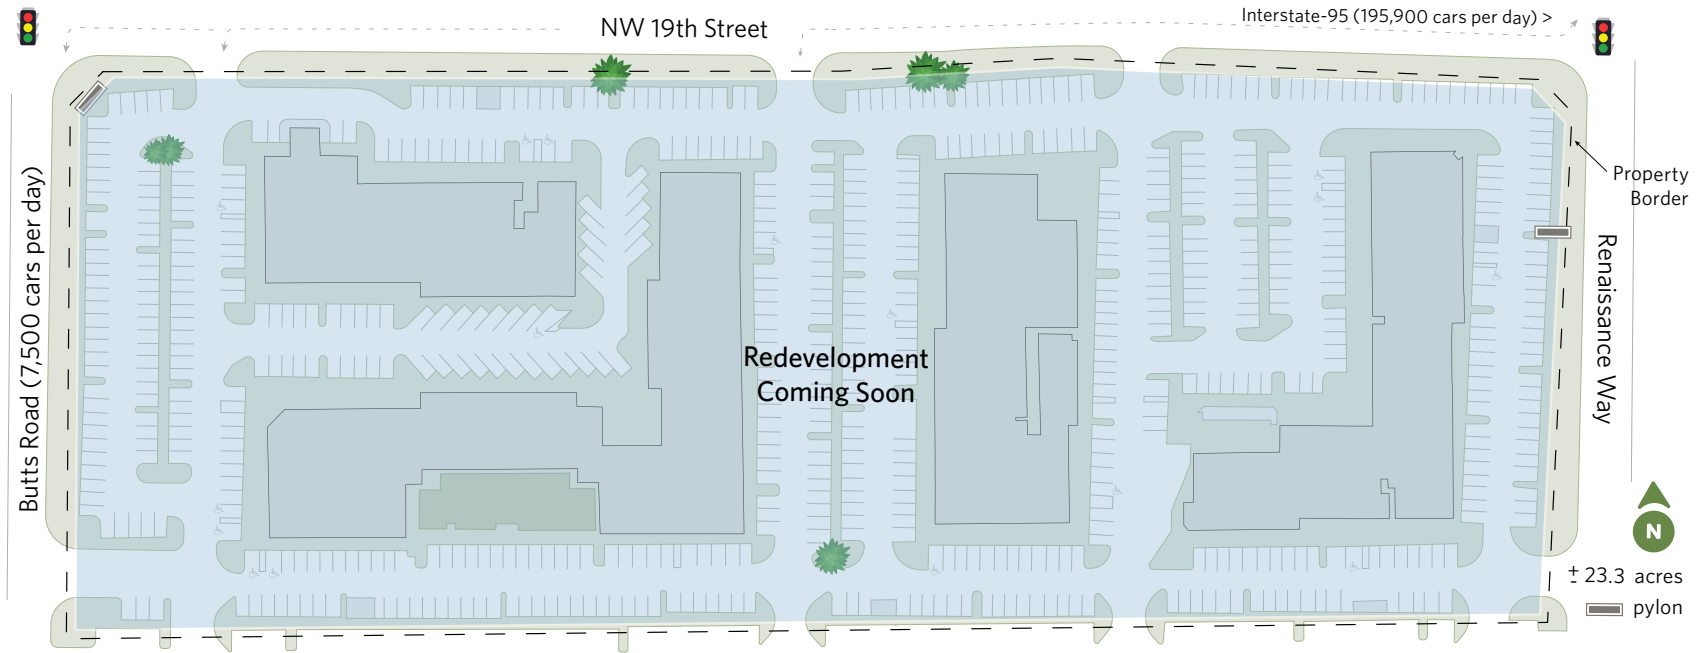 NW 19th Street
Interstate-95 (195,900 cars per day) >
Butts Road (7,500 cars per day)
Property
Border
Renaissance Way
Redevelopment
Coming Soon
N
± 23.3 acres
pylon